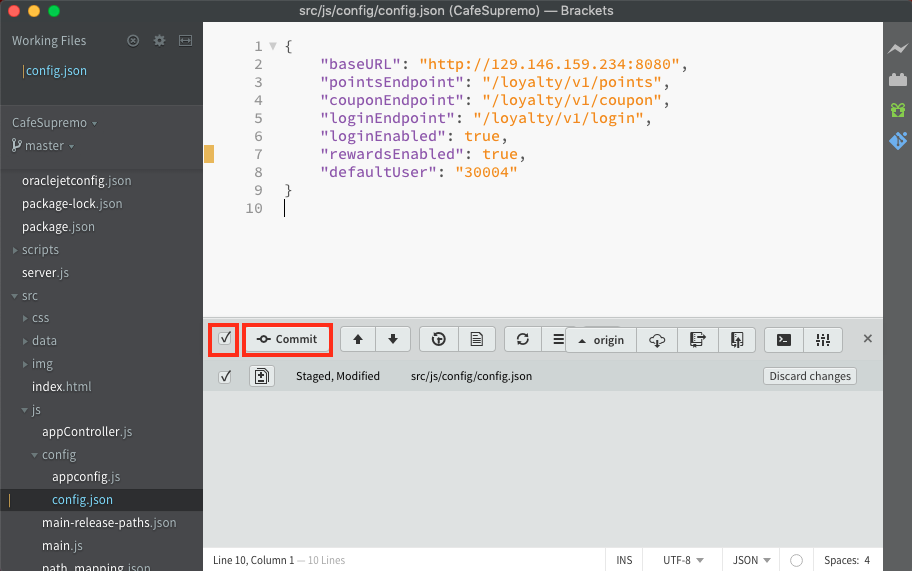 src/js/config/config.json (CafeSupremo) — Brackets
Working Files
config.json
CafeSupremo
master
oraclejetconfig.json
package-lock.json
package.json
scripts
server.js
src
css
data
img
index.html
js
appController.js
config
appconfig.js
config.json
main-release-paths.json
main.js
path_mapping.json
1 {
2 "baseURL": "http://129.146.159.234:8080",
3 "pointsEndpoint": "/loyalty/v1/points",
4 "couponEndpoint": "/loyalty/v1/coupon",
5 "loginEndpoint": "/loyalty/v1/login",
6 "loginEnabled": true,
7 "rewardsEnabled": true,
8 "defaultUser": "30004"
9 }
10
Commit
origin
Staged, Modified src/js/config/config.json Discard changes
Line 10, Column 1 — 10 Lines INS UTF-8 JSON Spaces: 4